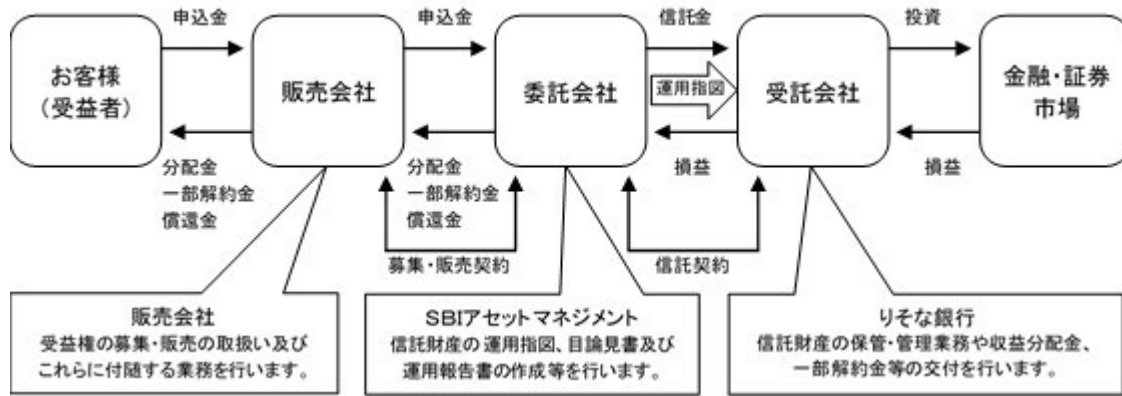 申込金
申込金
信託金
投資
お客様
(受益者)
販売会社
委託会社
運用指図
受託会社
金融・証券
市場
分配金
一部解約金
償還金
分配金
一部解約金
償還金
損益
損益
募集・販売契約
信託契約
販売会社
受益権の募集・販売の取扱い及び
これらに付随する業務を行います。
SBIアセットマネジメント
信託財産の運用指図、目論見書及び
運用報告書の作成等を行います。
りそな銀行
信託財産の保管・管理業務や収益分配金、
一部解約金等の交付を行います。